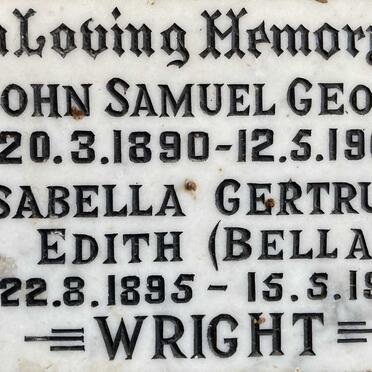 n Loving Memory
OHN SAMUEL GEO
20.3.1890-12.5.19
SABELLA GERTRU
EDITH (BELLA
22.8.1895 - 15.5.19
WRIGHT